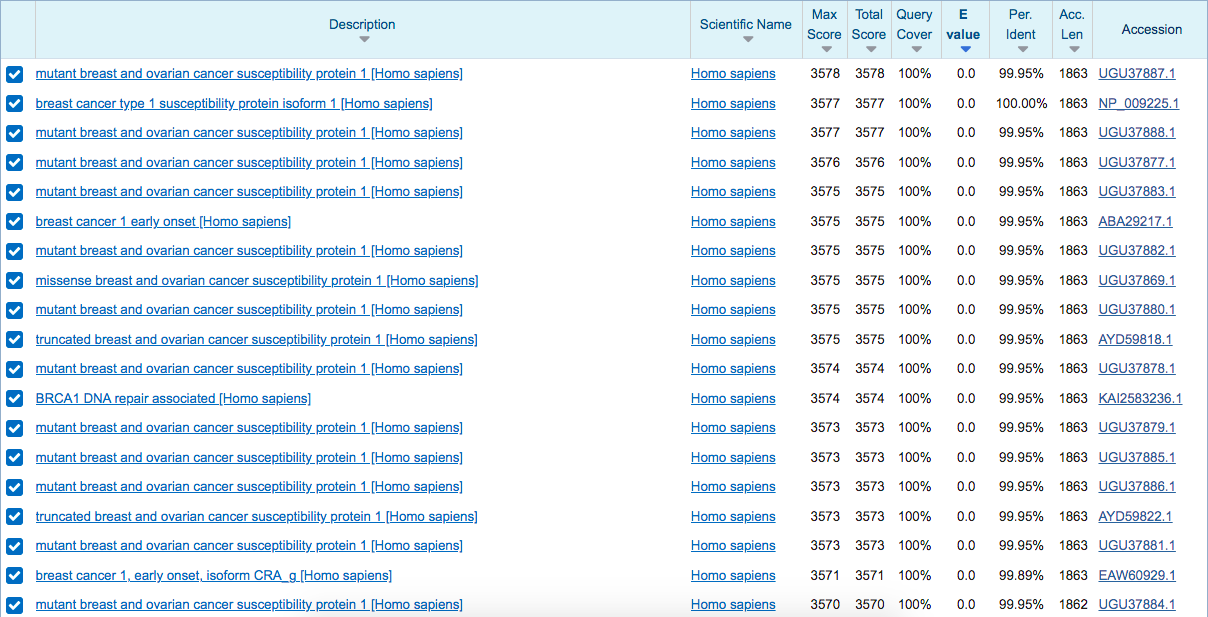 Description Scientific Name Max Score Total Score Query Cover E value Per. Ident Acc. Len Accession
mutant breast and ovarian cancer susceptibility protein 1 [Homo sapiens] Homo sapiens 3578 3578 100% 0.0 99.95% 1863 UGU37887.1
breast cancer type 1 susceptibility protein isoform 1 [Homo sapiens] Homo sapiens 3577 3577 100% 0.0 100.00% 1863 NP_009225.1
mutant breast and ovarian cancer susceptibility protein 1 [Homo sapiens] Homo sapiens 3577 3577 100% 0.0 99.95% 1863 UGU37888.1
mutant breast and ovarian cancer susceptibility protein 1 [Homo sapiens] Homo sapiens 3576 3576 100% 0.0 99.95% 1863 UGU37877.1
mutant breast and ovarian cancer susceptibility protein 1 [Homo sapiens] Homo sapiens 3575 3575 100% 0.0 99.95% 1863 UGU37883.1
breast cancer 1 early onset [Homo sapiens] Homo sapiens 3575 3575 100% 0.0 99.95% 1863 ABA29217.1
mutant breast and ovarian cancer susceptibility protein 1 [Homo sapiens] Homo sapiens 3575 3575 100% 0.0 99.95% 1863 UGU37882.1
missense breast and ovarian cancer susceptibility protein 1 [Homo sapiens] Homo sapiens 3575 3575 100% 0.0 99.95% 1863 UGU37869.1
mutant breast and ovarian cancer susceptibility protein 1 [Homo sapiens] Homo sapiens 3575 3575 100% 0.0 99.95% 1863 UGU37880.1
truncated breast and ovarian cancer susceptibility protein 1 [Homo sapiens] Homo sapiens 3575 3575 100% 0.0 99.95% 1863 AYD59818.1
mutant breast and ovarian cancer susceptibility protein 1 [Homo sapiens] Homo sapiens 3574 3574 100% 0.0 99.95% 1863 UGU37878.1
BRCA1 DNA repair associated [Homo sapiens] Homo sapiens 3574 3574 100% 0.0 99.95% 1863 KAI2583236.1
mutant breast and ovarian cancer susceptibility protein 1 [Homo sapiens] Homo sapiens 3573 3573 100% 0.0 99.95% 1863 UGU37879.1
mutant breast and ovarian cancer susceptibility protein 1 [Homo sapiens] Homo sapiens 3573 3573 100% 0.0 99.95% 1863 UGU37885.1
mutant breast and ovarian cancer susceptibility protein 1 [Homo sapiens] Homo sapiens 3573 3573 100% 0.0 99.95% 1863 UGU37886.1
truncated breast and ovarian cancer susceptibility protein 1 [Homo sapiens] Homo sapiens 3573 3573 100% 0.0 99.95% 1863 AYD59822.1
mutant breast and ovarian cancer susceptibility protein 1 [Homo sapiens] Homo sapiens 3573 3573 100% 0.0 99.95% 1863 UGU37881.1
breast cancer 1, early onset, isoform CRA_g [Homo sapiens] Homo sapiens 3571 3571 100% 0.0 99.89% 1863 EAW60929.1
mutant breast and ovarian cancer susceptibility protein 1 [Homo sapiens] Homo sapiens 3570 3570 100% 0.0 99.95% 1862 UGU37884.1